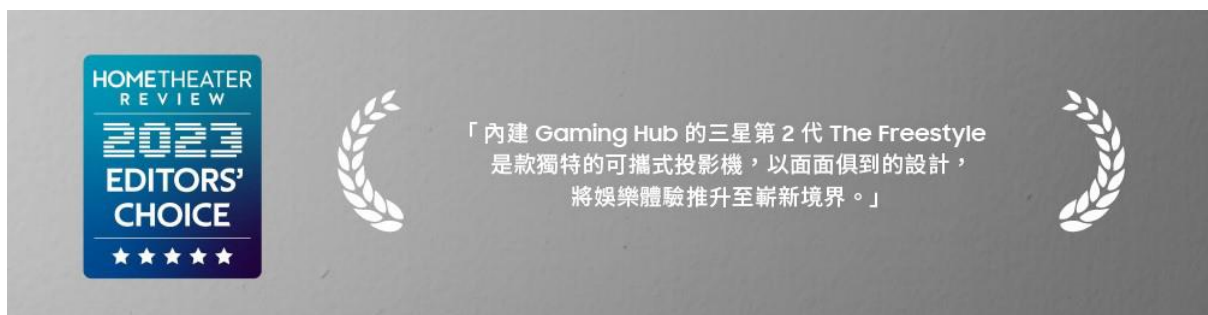 HOMETHEATER
REVIEW
2023
EDITORS’
CHOICE
「內建 Gaming Hub 的三星第 2 代 The Freestyle
是款獨特的可攜式投影機，以面面俱到的設計，
將娛樂體驗推升至嶄新境界。」